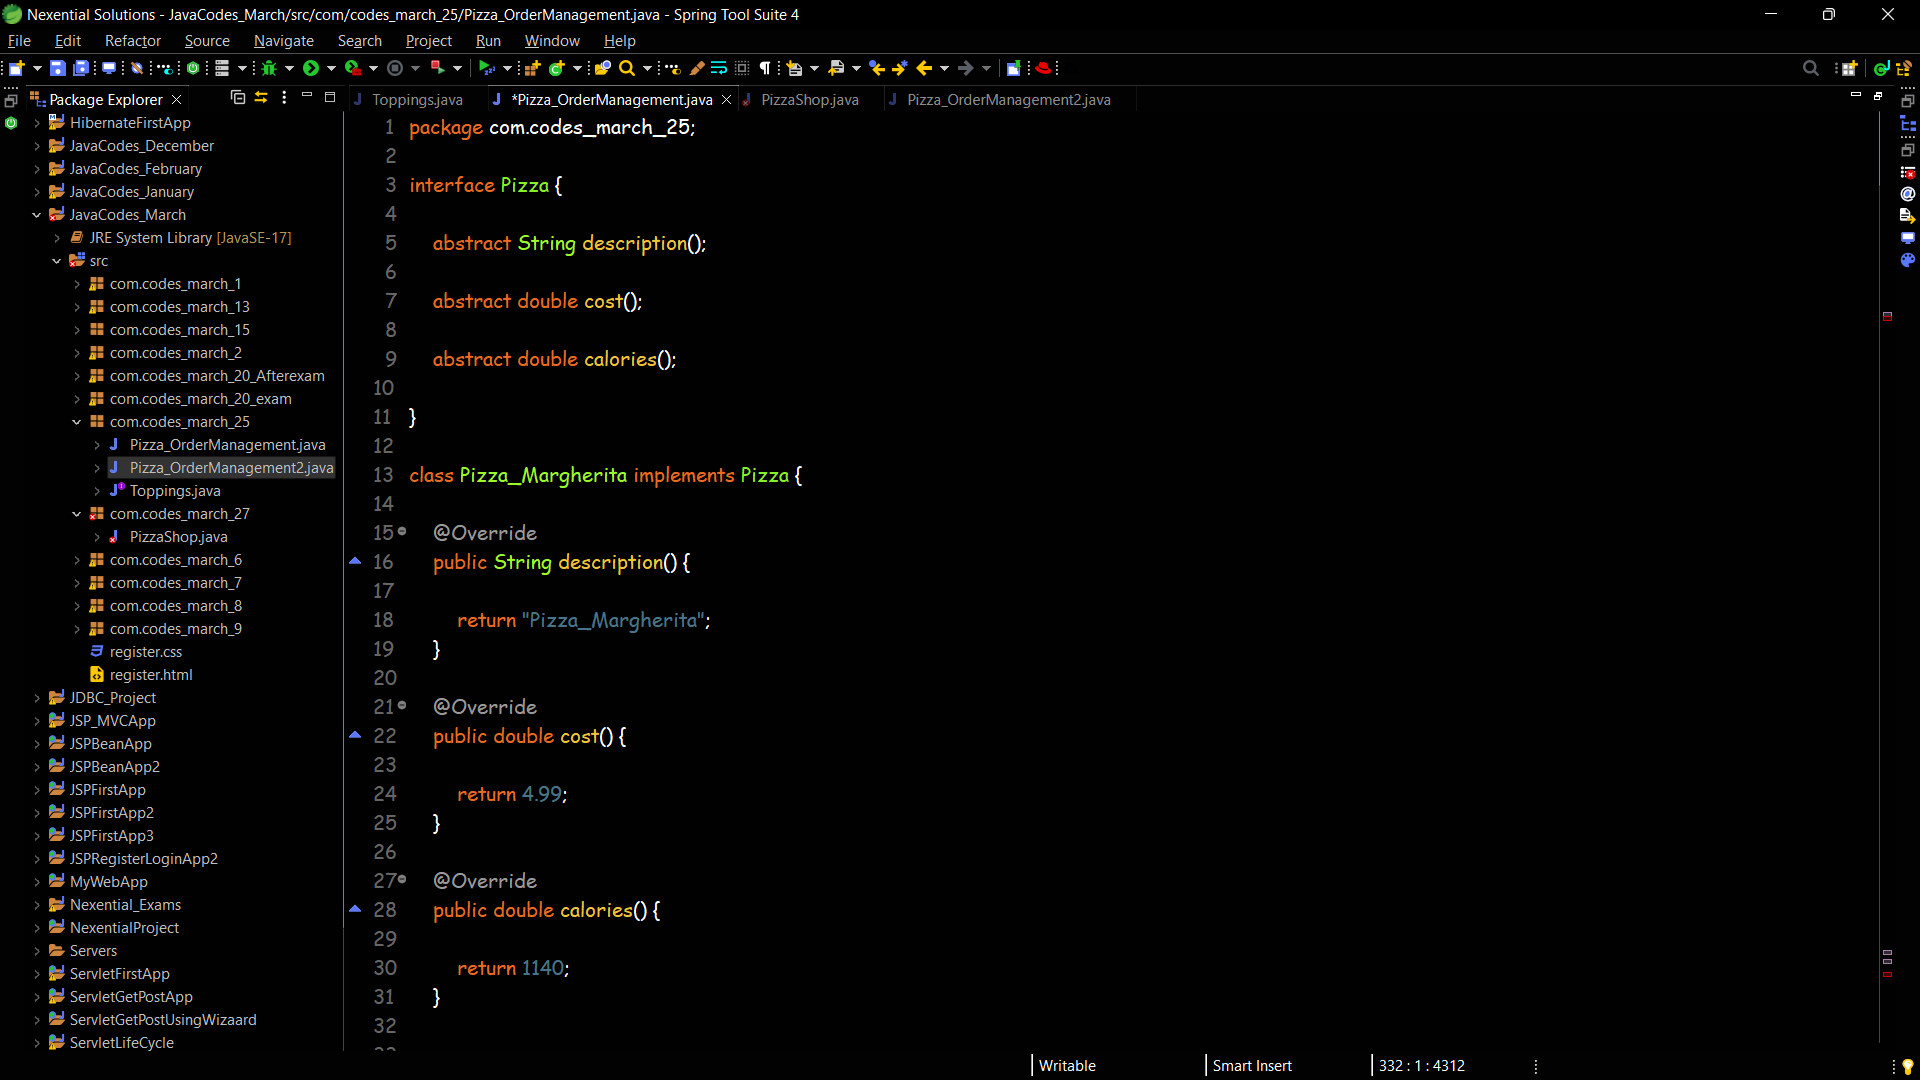 Nexential Solutions - JavaCodes_March/src/com/codes_march_25/Pizza_OrderManagement.java - Spring Tool Suite 4
File Edit Refactor Source Navigate Search Project Run Window Help
Package Explorer
Toppings.java *Pizza_OrderManagement.java PizzaShop.java Pizza_OrderManagement2.java
HibernateFirstApp
JavaCodes_December
JavaCodes_February
JavaCodes_January
JavaCodes_March
JRE System Library [JavaSE-17]
src
com.codes_march_1
com.codes_march_13
com.codes_march_15
com.codes_march_2
com.codes_march_20_Afterexam
com.codes_march_20_exam
com.codes_march_25
Pizza_OrderManagement.java
Pizza_OrderManagement2.java
Toppings.java
com.codes_march_27
PizzaShop.java
com.codes_march_6
com.codes_march_7
com.codes_march_8
com.codes_march_9
register.css
register.html
JDBC_Project
JSP_MVCApp
JSPBeanApp
JSPBeanApp2
JSPFirstApp
JSPFirstApp2
JSPFirstApp3
JSPRegisterLoginApp2
MyWebApp
Nexential_Exams
NexentialProject
Servers
ServletFirstApp
ServletGetPostApp
ServletGetPostUsingWizaard
ServletLifeCycle
1 package com.codes_march_25;
2
3 interface Pizza {
4
5 abstract String description();
6
7 abstract double cost();
8
9 abstract double calories();
10
11 }
12
13 class Pizza_Margherita implements Pizza {
14
15 @Override
16 public String description() {
17
18 return "Pizza_Margherita";
19 }
20
21 @Override
22 public double cost() {
23
24 return 4.99;
25 }
26
27 @Override
28 public double calories() {
29
30 return 1140;
31 }
32
Writable Smart Insert 332 : 1 : 4312